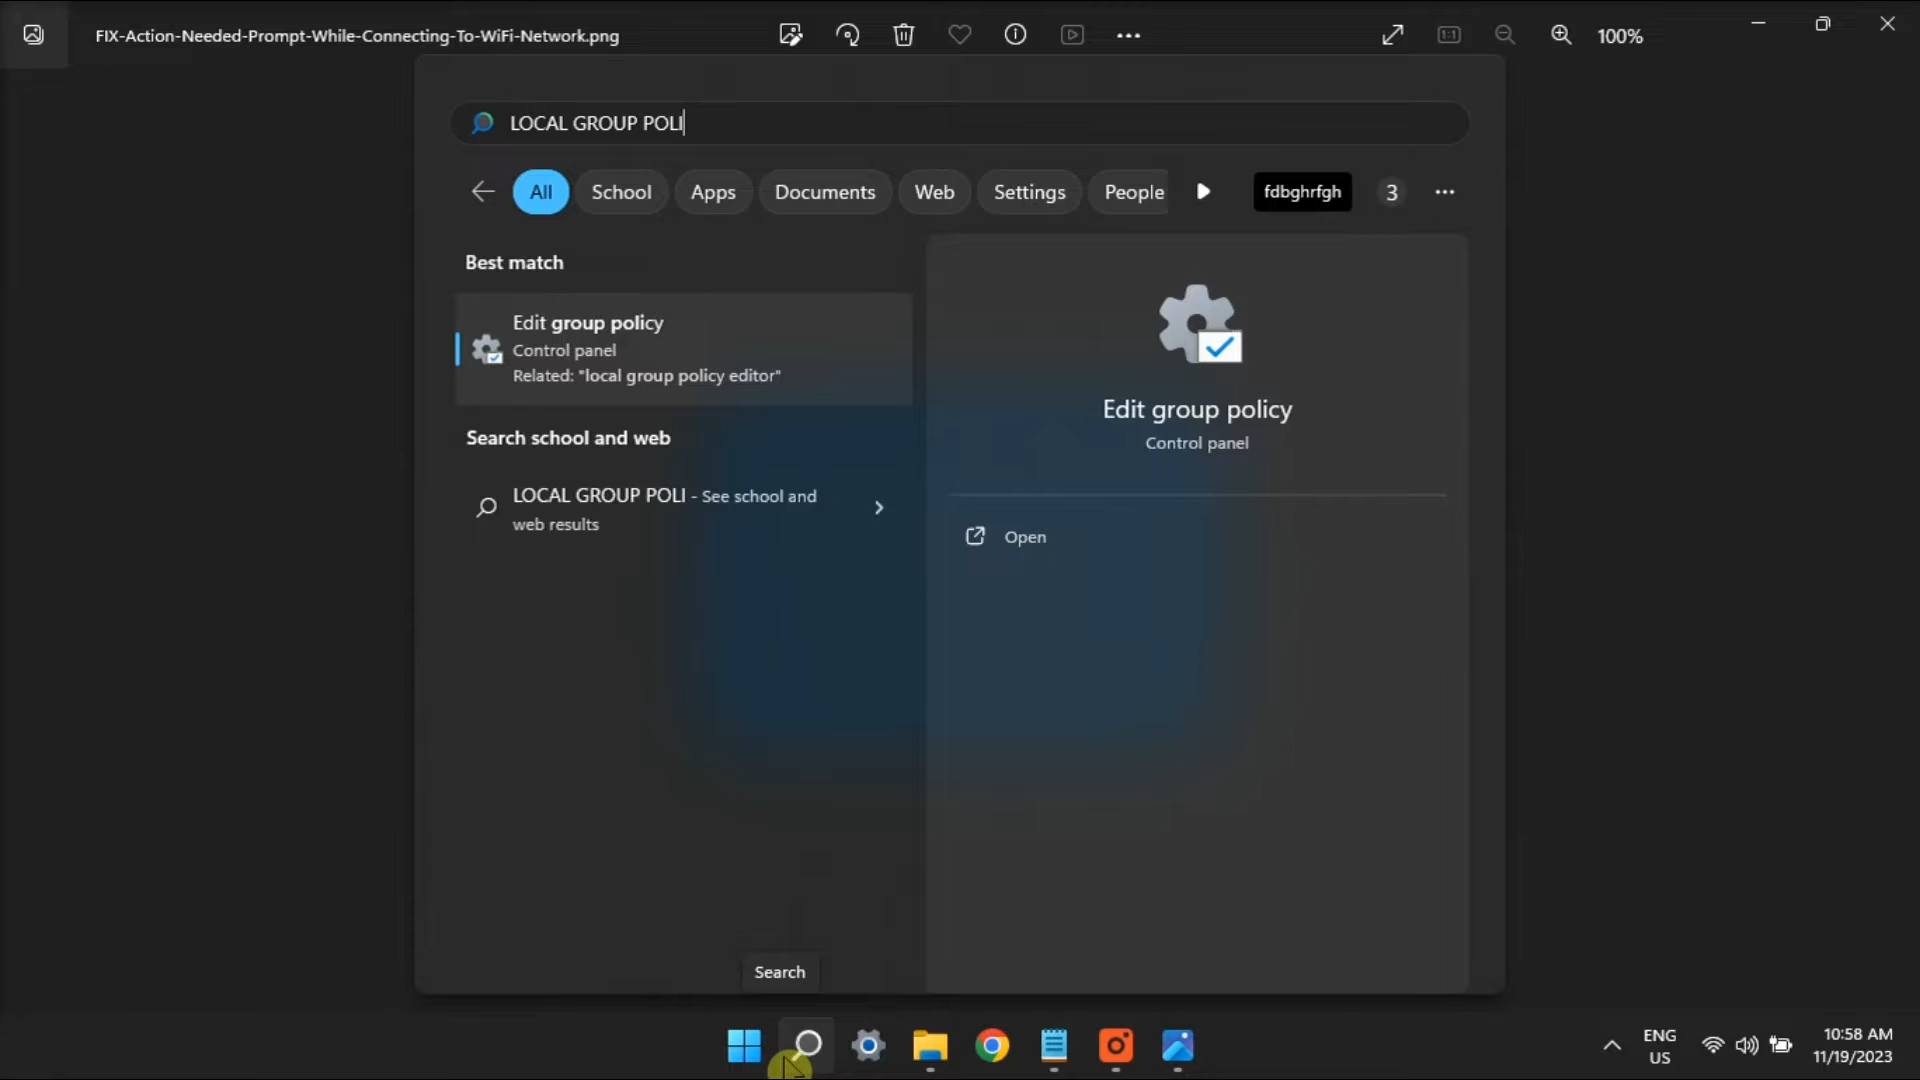 FIX-Action-Needed-Prompt-While-Connecting-To-WiFi-Network.png
1:1
100%
LOCAL GROUP POLI
All School Apps Documents Web Settings People fdbghrfgh 3
Best match
Edit group policy
Control panel
Related: "local group policy editor"
Search school and web
LOCAL GROUP POLI - See school and
web results
Edit group policy
Control panel
Open
Search
ENG
US
10:58 AM
11/19/2023